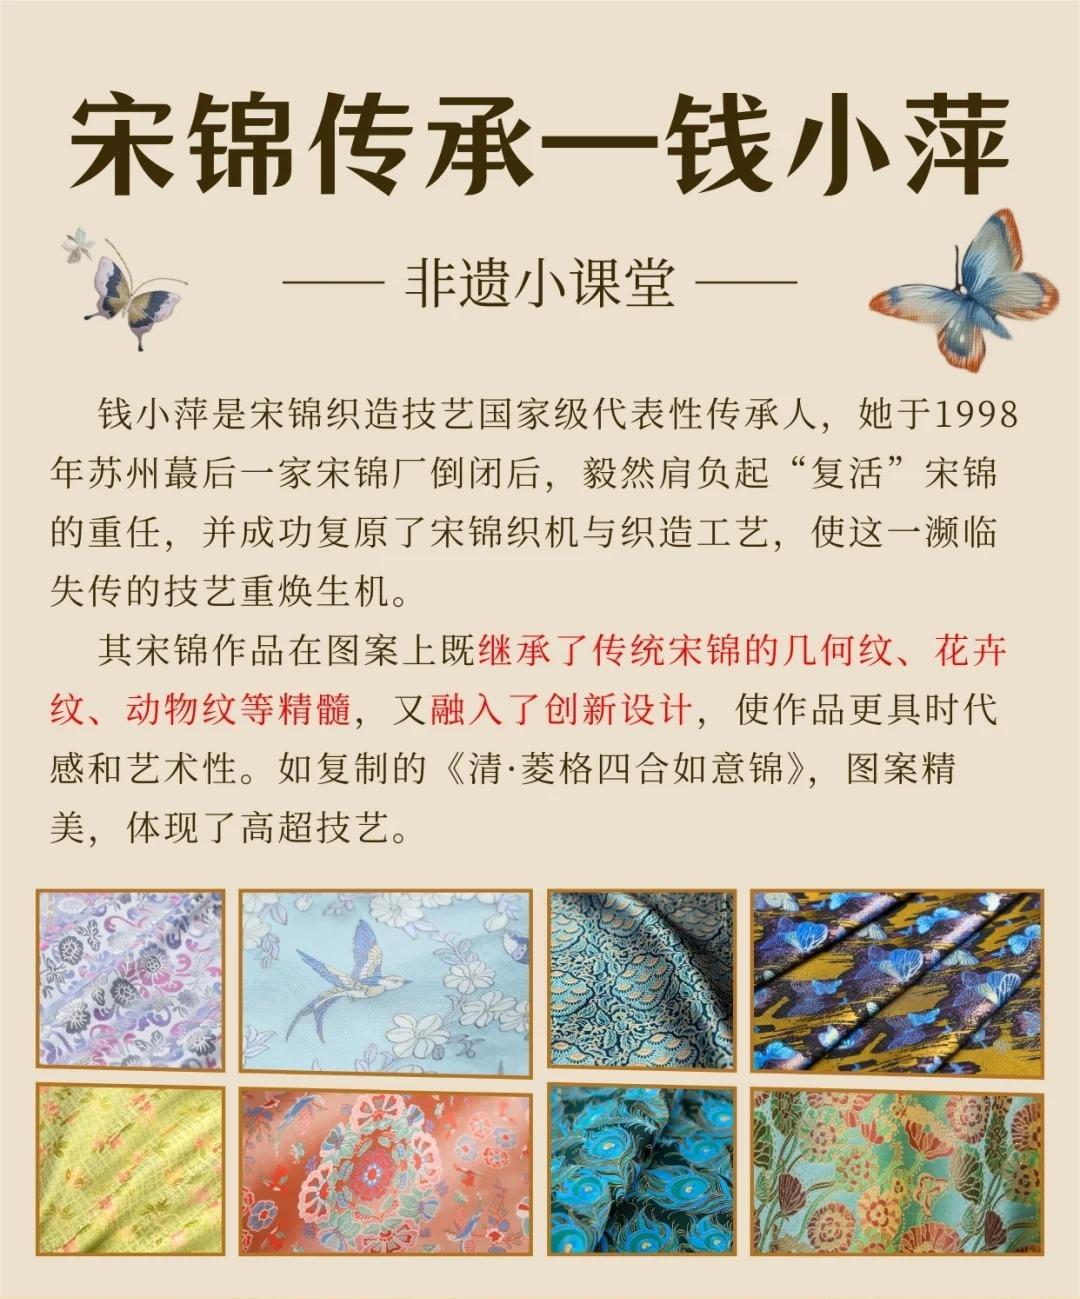 宋锦传承—钱小萍
非遗小课堂
钱小萍是宋锦织造技艺国家级代表性传承人，她于1998
年苏州蕞后一家宋锦厂倒闭后，毅然肩负起“复活”宋锦
的重任，并成功复原了宋锦织机与织造工艺，使这一濒临
失传的技艺重焕生机。
其宋锦作品在图案上既继承了传统宋锦的几何纹、花卉
纹、动物纹等精髓，又融入了创新设计，使作品更具时代
感和艺术性。如复制的《清·菱格四合如意锦》，图案精
美，体现了高超技艺。